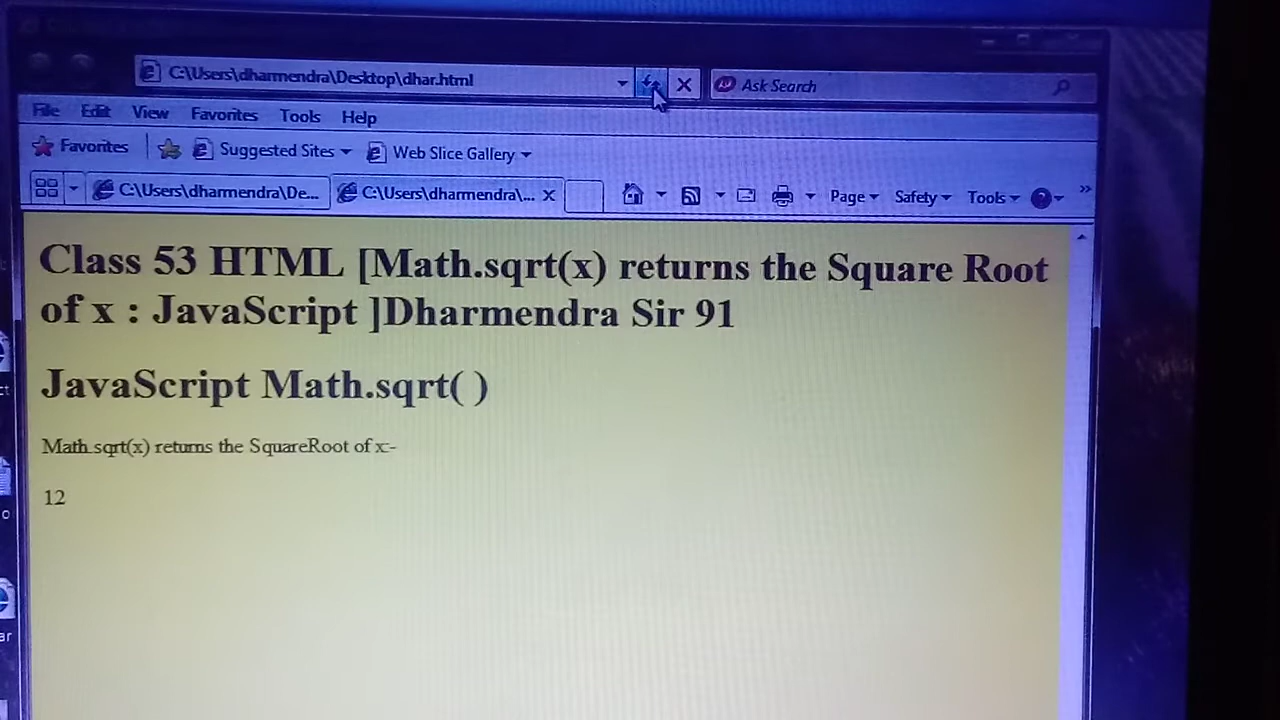 C:\Users\dharmendra\Desktop\dhar.html
Ask Search
File Edit View Favorites Tools Help
Favorites Suggested Sites Web Slice Gallery
C:\Users\dharmendra\De... C:\Users\dharmendra\... Page Safety Tools
Class 53 HTML [Math.sqrt(x) returns the Square Root
of x : JavaScript ]Dharmendra Sir 91
JavaScript Math.sqrt( )
Math.sqrt(x) returns the SquareRoot of x:-
12